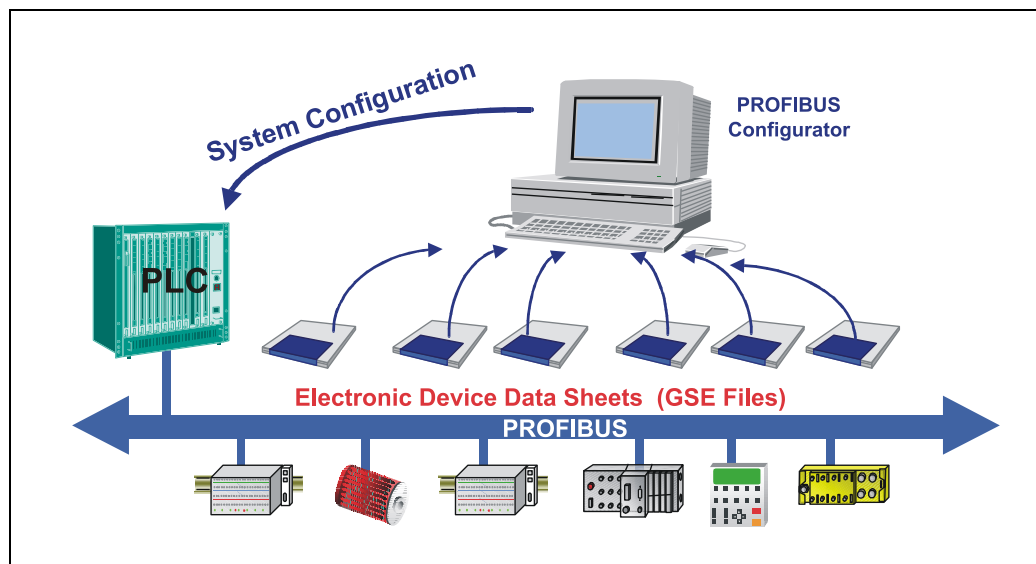 System Configuration
PROFIBUS
Configurator
PLC
Electronic Device Data Sheets (GSE Files)
PROFIBUS